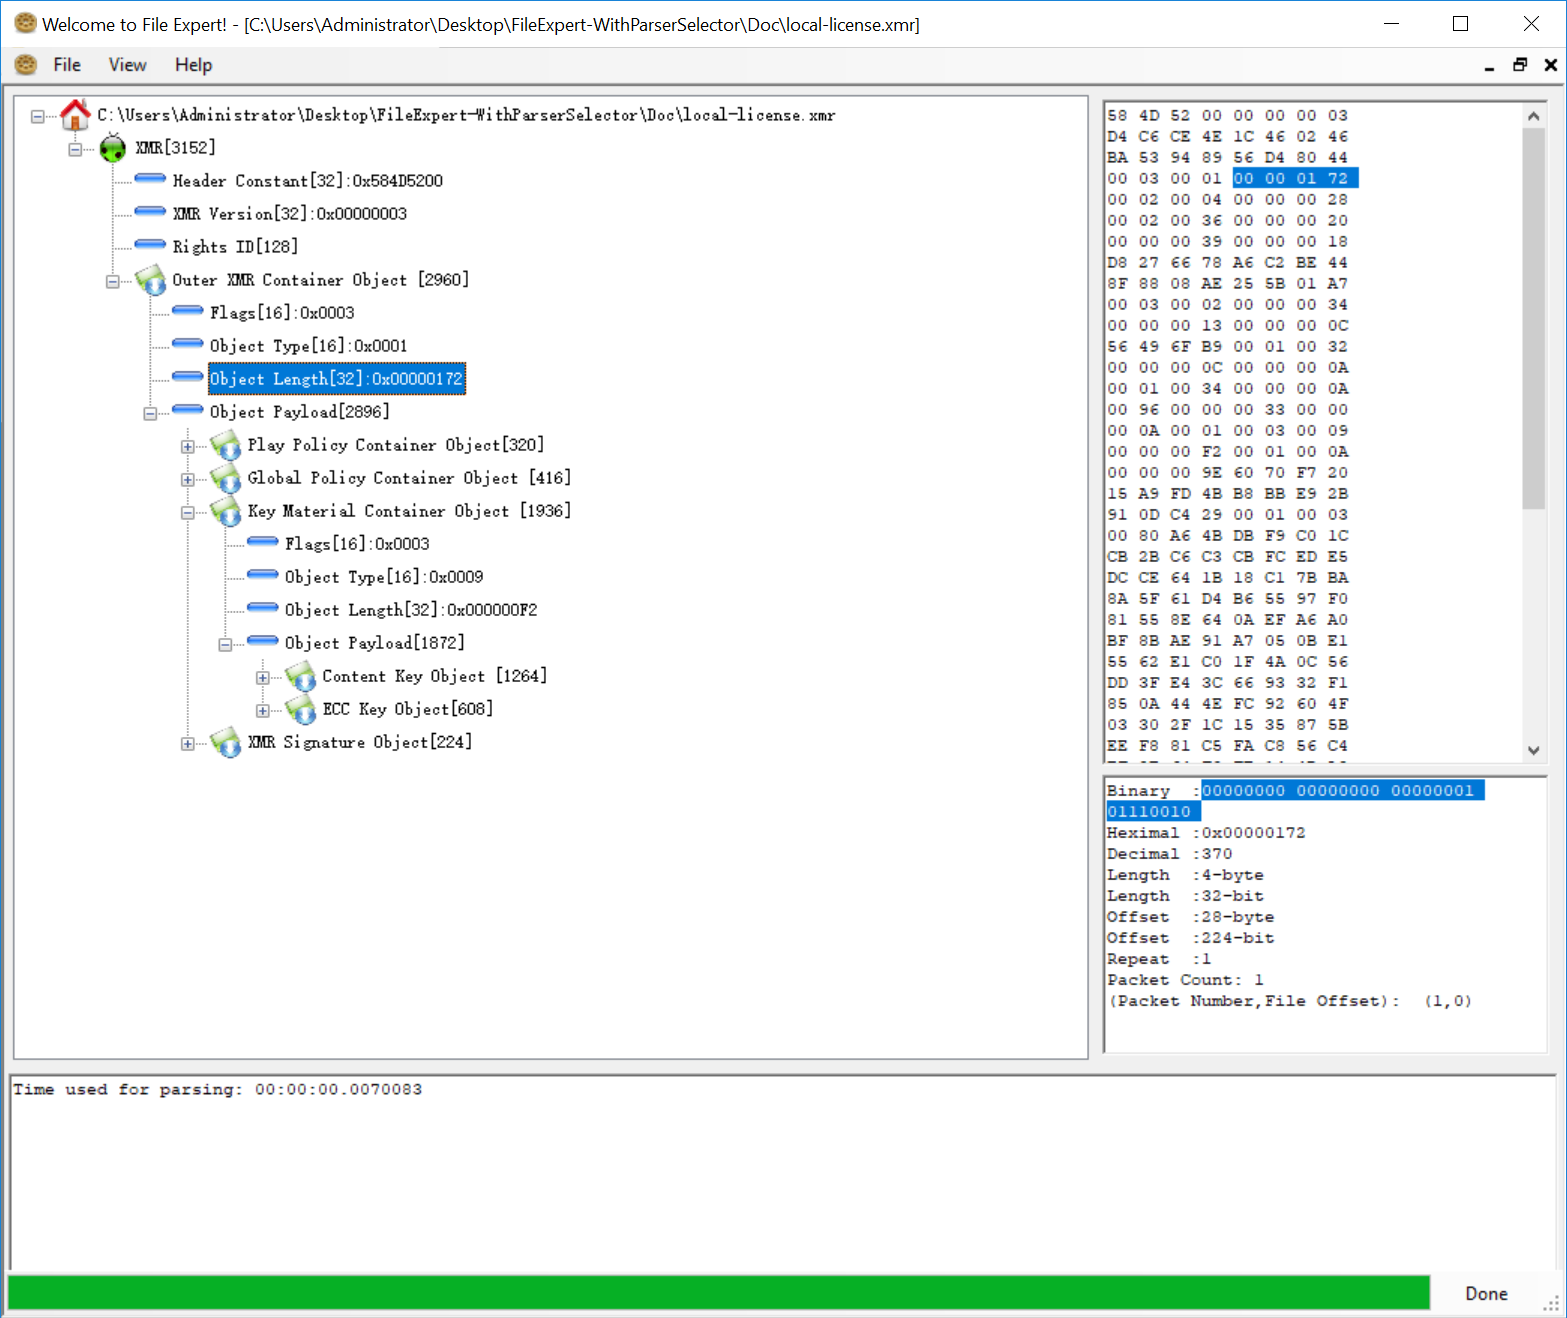 Welcome to File Expert! - [C:\Users\Administrator\Desktop\FileExpert-WithParserSelector\Doc\local-license.xmr]
File View Help
C:\Users\Administrator\Desktop\FileExpert-WithParserSelector\Doc\local-license.xmr
XMR[3152]
Header Constant[32]:0x584D5200
XMR Version[32]:0x00000003
Rights ID[128]
Outer XMR Container Object [2960]
Flags[16]:0x0003
Object Type[16]:0x0001
Object Length[32]:0x00000172
Object Payload[2896]
Play Policy Container Object[320]
Global Policy Container Object [416]
Key Material Container Object [1936]
Flags[16]:0x0003
Object Type[16]:0x0009
Object Length[32]:0x000000F2
Object Payload[1872]
Content Key Object [1264]
ECC Key Object[608]
XMR Signature Object[224]
58 4D 52 00 00 00 00 03
D4 C6 CE 4E 1C 46 02 46
BA 53 94 89 56 D4 80 44
00 03 00 01 00 00 01 72
00 02 00 04 00 00 00 28
00 02 00 36 00 00 00 20
00 00 00 39 00 00 00 18
D8 27 66 78 A6 C2 BE 44
8F 88 08 AE 25 5B 01 A7
00 03 00 02 00 00 00 34
00 00 00 13 00 00 00 0C
56 49 6F B9 00 01 00 32
00 00 00 0C 00 00 00 0A
00 01 00 34 00 00 00 0A
00 96 00 00 00 33 00 00
00 0A 00 01 00 03 00 09
00 00 00 F2 00 01 00 0A
00 00 00 9E 60 70 F7 20
15 A9 FD 4B B8 BB E9 2B
91 0D C4 29 00 01 00 03
00 80 A6 4B DB F9 C0 1C
CB 2B C6 C3 CB FC ED E5
DC CE 64 1B 18 C1 7B BA
8A 5F 61 D4 B6 55 97 F0
81 55 8E 64 0A EF A6 A0
BF 8B AE 91 A7 05 0B E1
55 62 E1 C0 1F 4A 0C 56
DD 3F E4 3C 66 93 32 F1
85 0A 44 4E FC 92 60 4F
03 30 2F 1C 15 35 87 5B
EE F8 81 C5 FA C8 56 C4
Binary :00000000 00000000 00000001
01110010
Heximal :0x00000172
Decimal :370
Length :4-byte
Length :32-bit
Offset :28-byte
Offset :224-bit
Repeat :1
Packet Count: 1
(Packet Number,File Offset): (1,0)
Time used for parsing: 00:00:00.0070083
Done